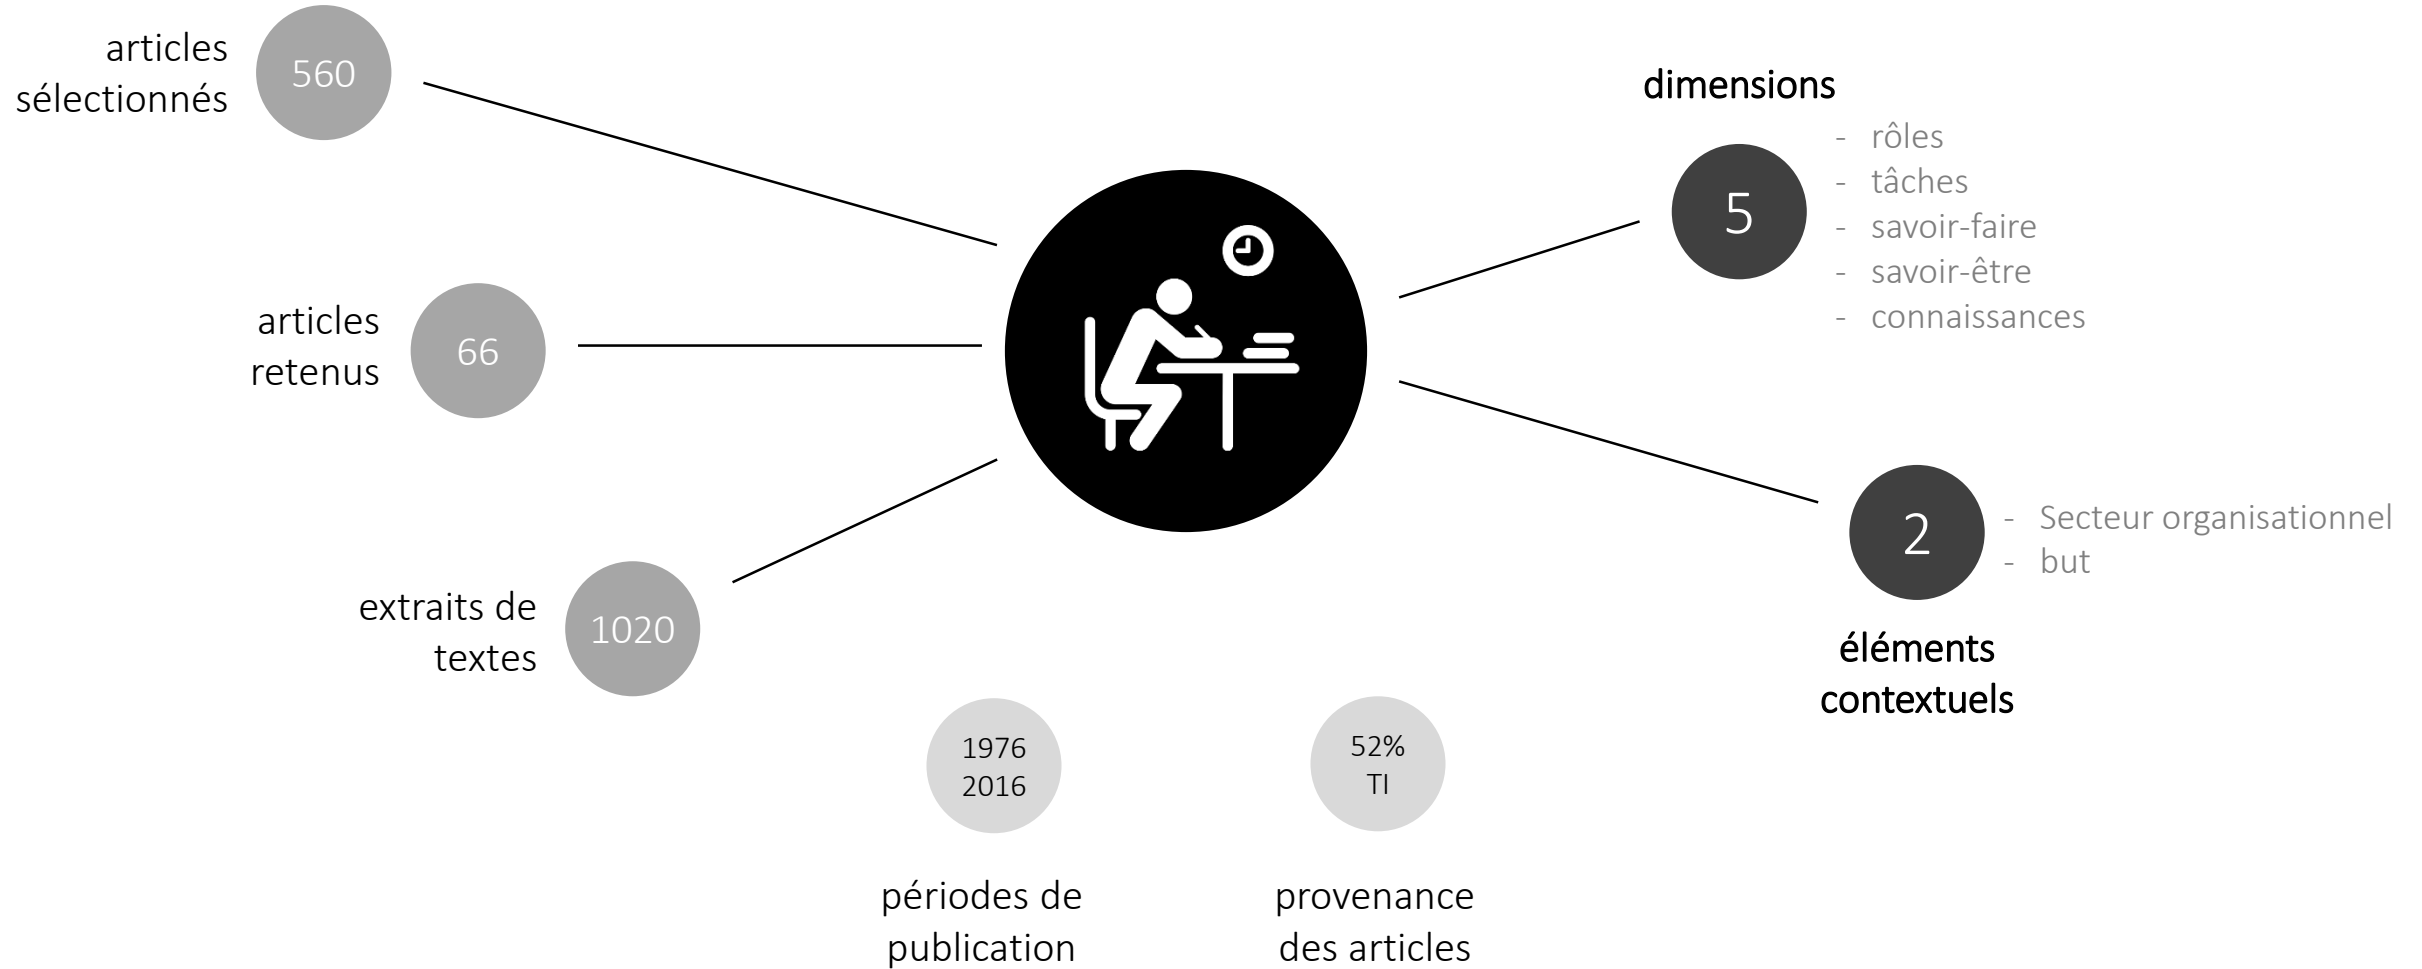 articles
sélectionnés
560
articles
retenus
66
extraits de
textes
1020
dimensions
5
- rôles
- tâches
- savoir-faire
- savoir-être
- connaissances
2
- Secteur organisationnel
- but
éléments
contextuels
1976
2016
périodes de
publication
52%
TI
provenance
des articles